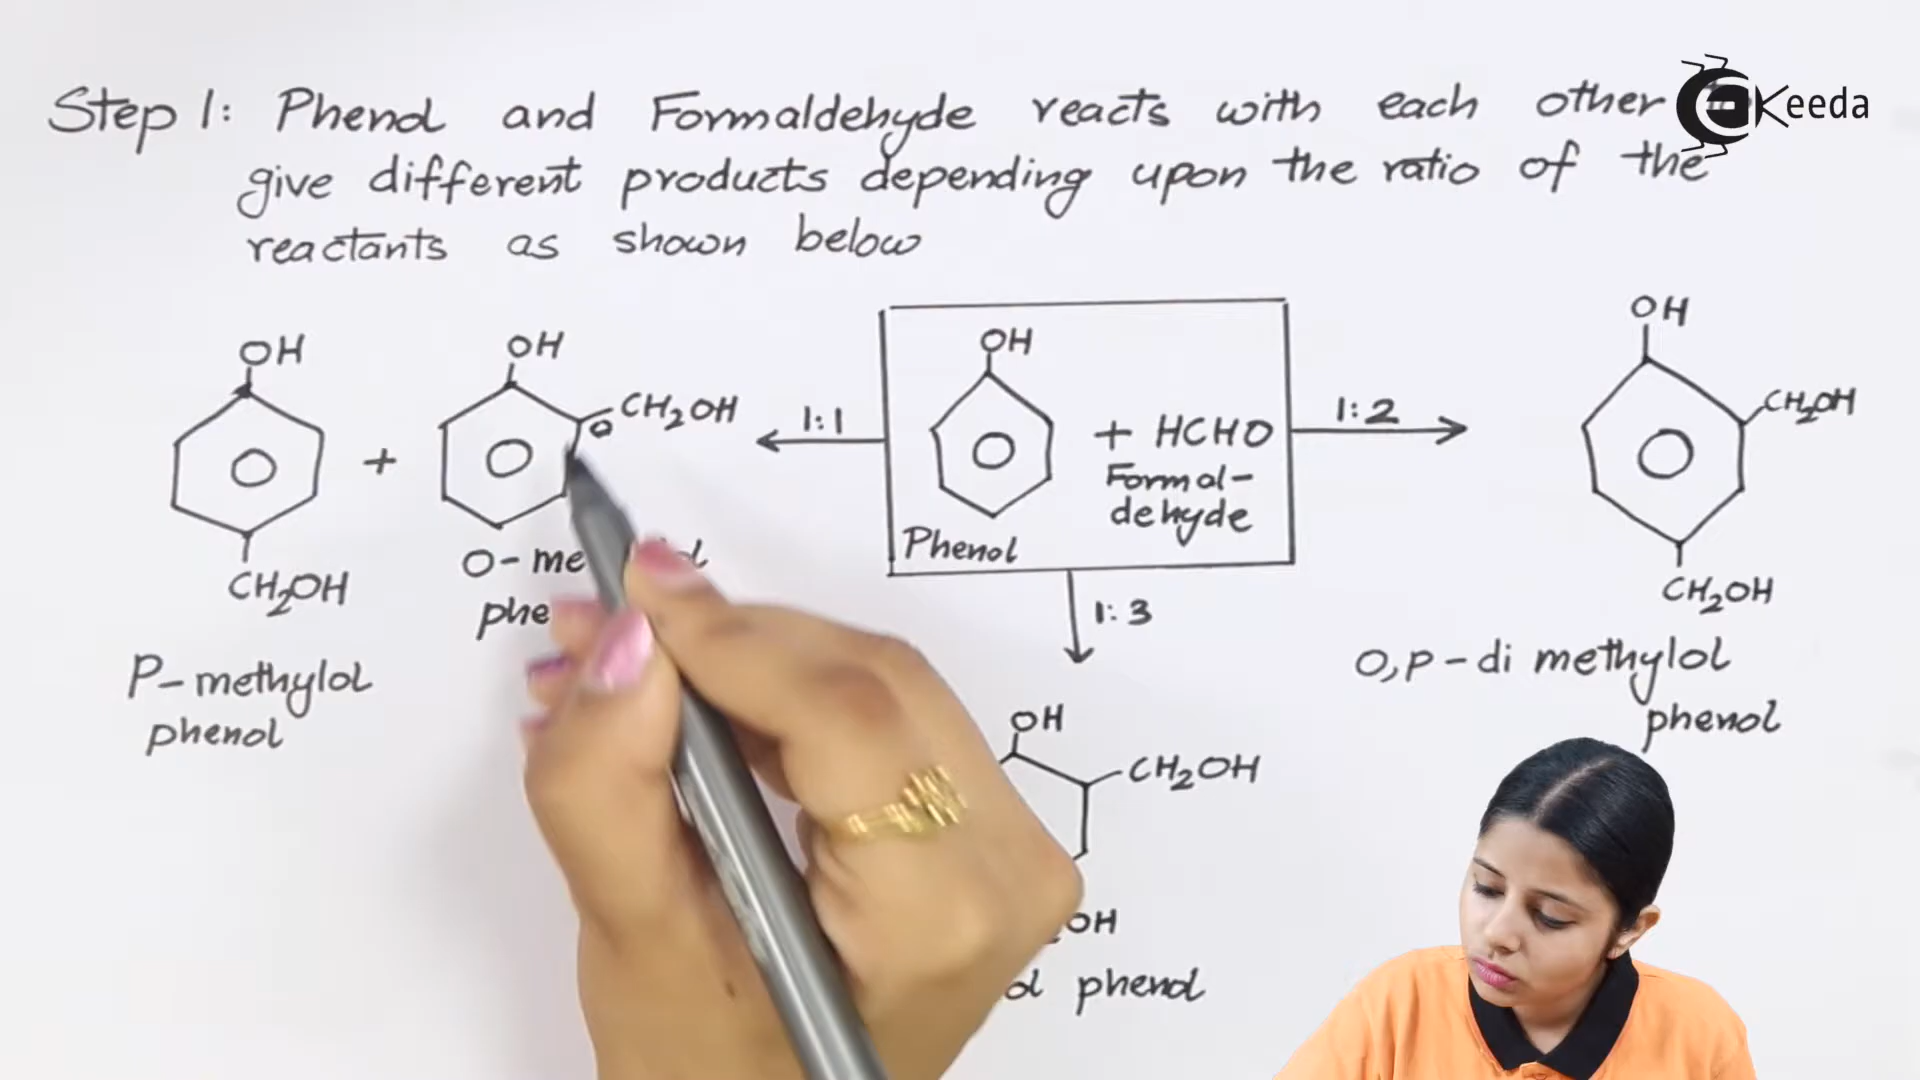 Step 1: Phenol and Formaldehyde reacts with each other
give different products depending upon the ratio of the
reactants as shown below
Keeda
OH
OH
CH2OH
o
1:1
OH
+ HCHO
Formal-
dehyde
Phenol
1:2
OH
CH2OH
+
CH2OH
P-methylol
phenol
O-
1:3
CH2OH
O,p-di methylol
phenol
OH
CH2OH
OH
phenol